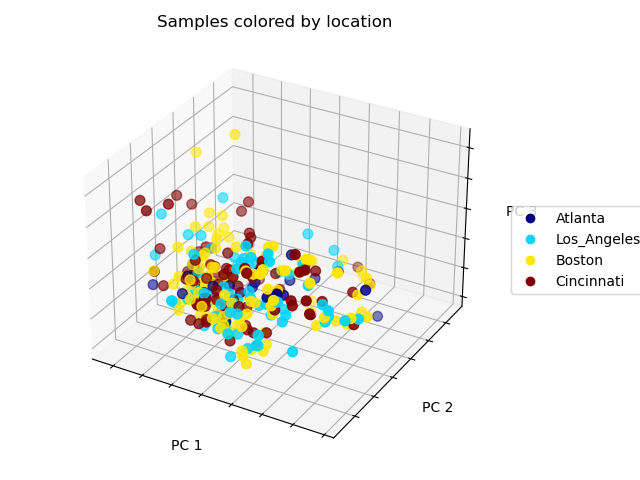 Samples colored by location
PC 3
Atlanta
Los_Angeles
Boston
Cincinnati
PC 2
PC 1